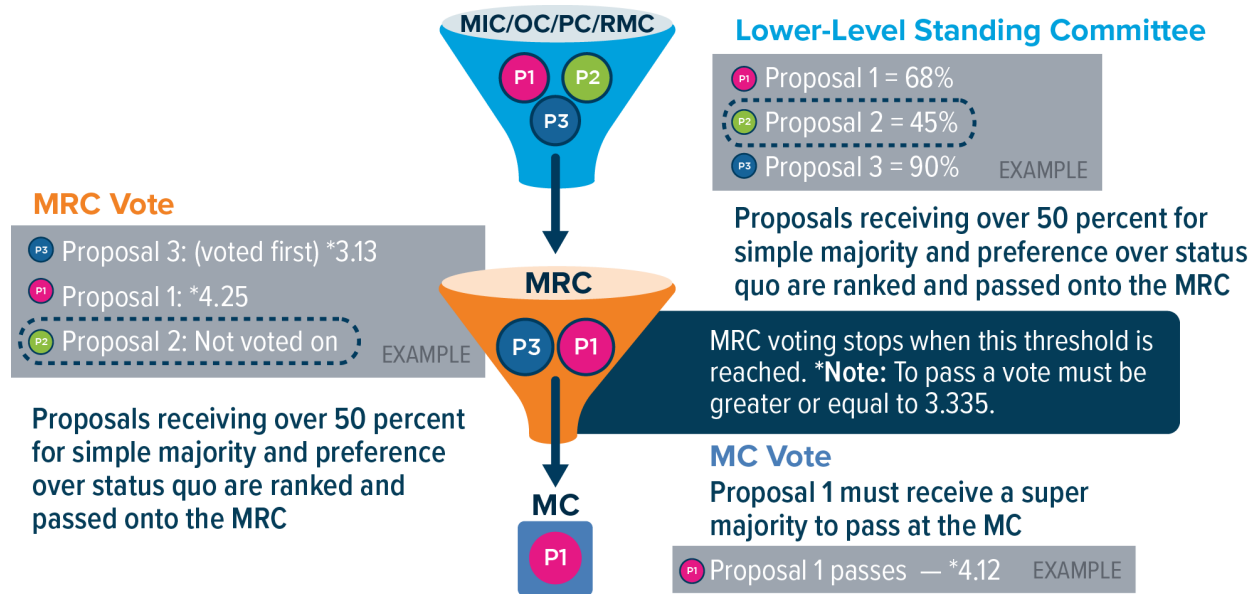 MIC/OC/PC/RMC
P1
P2
P3
Lower-Level Standing Committee
P1 Proposal 1 = 68%
P2 Proposal 2 = 45%
P3 Proposal 3 = 90%
EXAMPLE
Proposals receiving over 50 percent for
simple majority and preference over status
quo are ranked and passed onto the MRC
MRC Vote
P3 Proposal 3: (voted first) *3.13
P1 Proposal 1: *4.25
P2 Proposal 2: Not voted on
EXAMPLE
Proposals receiving over 50 percent
for simple majority and preference
over status quo are ranked and
passed onto the MRC
MRC
P3
P1
MRC voting stops when this threshold is
reached. *Note: To pass a vote must be
greater or equal to 3.335.
MC
P1
MC Vote
Proposal 1 must receive a super
majority to pass at the MC
P1 Proposal 1 passes — *4.12
EXAMPLE